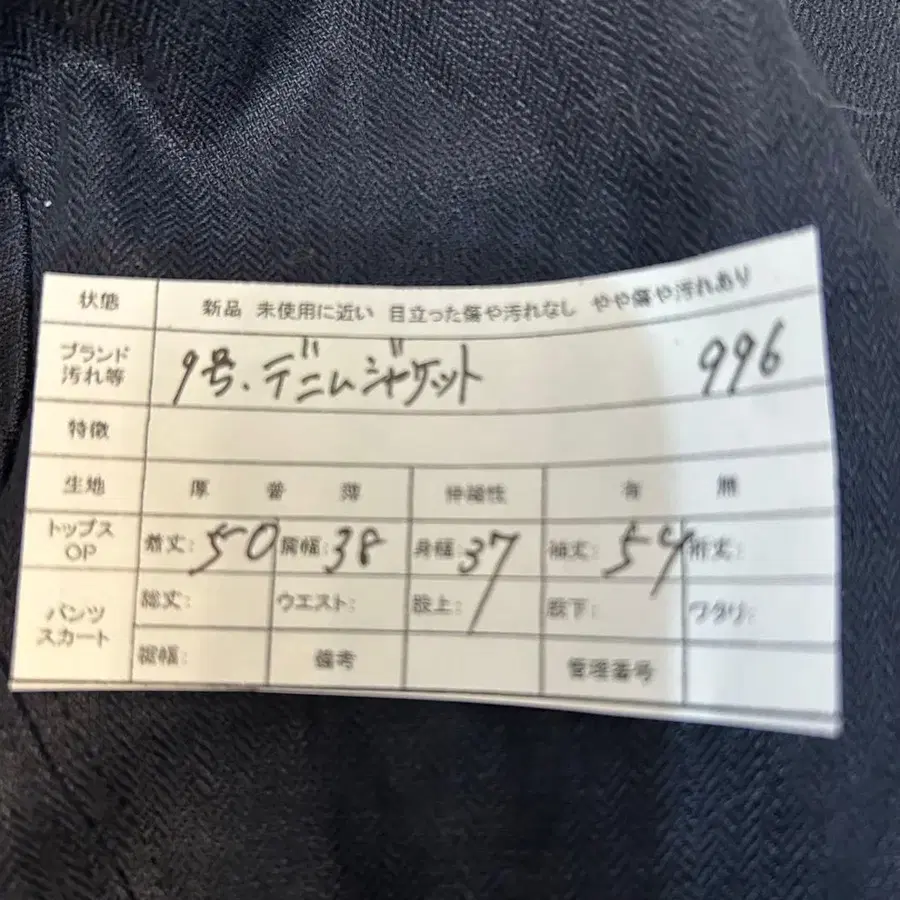 状態 新品 未使用に近い 目立った傷や汚れなし やや傷や汚れあり
ブランド 汚れ等 9号.デニムジャケット 996
特徴
生地 厚 普 薄 伸縮性 有 無
トップス OP 着丈:50 肩幅:38 身幅:37 袖丈:54 裄丈:
パンツ スカート 総丈: ウエスト: 股上: 股下: ワタリ:
裾幅: 備考 管理番号